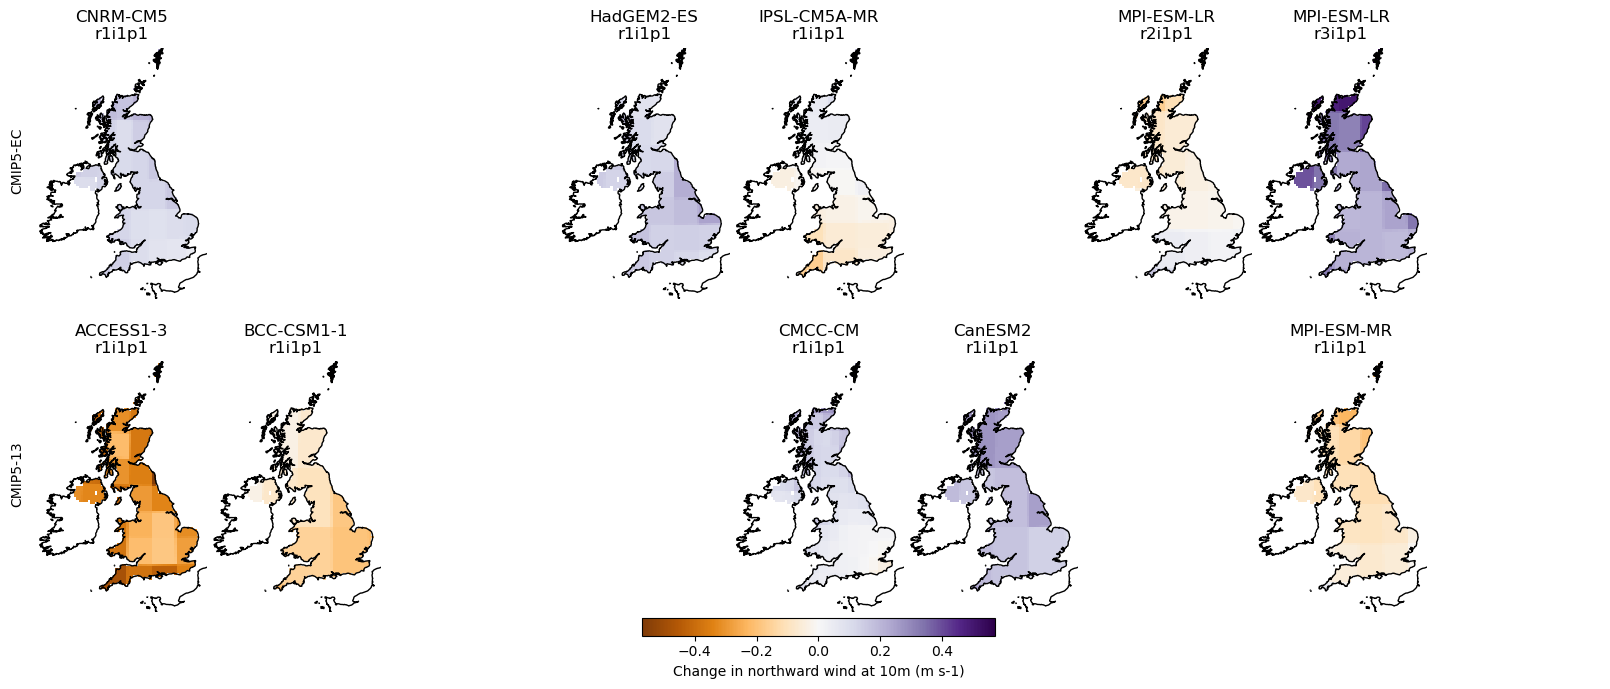 CNRM-CM5
r1i1p1
HadGEM2-ES
r1i1p1
IPSL-CM5A-MR
r1i1p1
MPI-ESM-LR
r2i1p1
MPI-ESM-LR
r3i1p1
CMIP5-EC
ACCESS1-3
r1i1p1
BCC-CSM1-1
r1i1p1
CMCC-CM
r1i1p1
CanESM2
r1i1p1
MPI-ESM-MR
r1i1p1
CMIP5-13
−0.4 −0.2 0.0 0.2 0.4
Change in northward wind at 10m (m s-1)